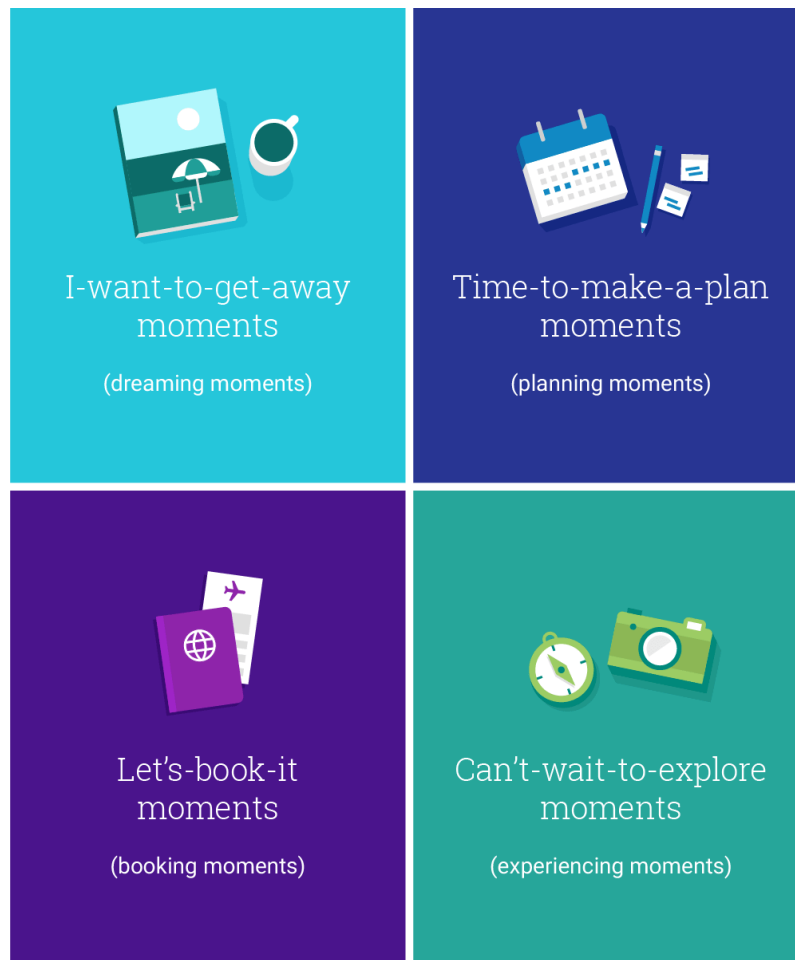 I-want-to-get-away
moments
(dreaming moments)
Time-to-make-a-plan
moments
(planning moments)
Let’s-book-it
moments
(booking moments)
Can’t-wait-to-explore
moments
(experiencing moments)